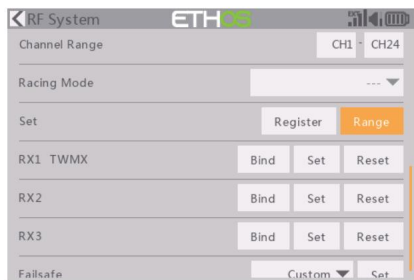 RF System ETHOS
Channel Range CH1 - CH24
Racing Mode ---
Set Register Range
RX1 TWMX Bind Set Reset
RX2 Bind Set Reset
RX3 Bind Set Reset
Failsafe Custom Set